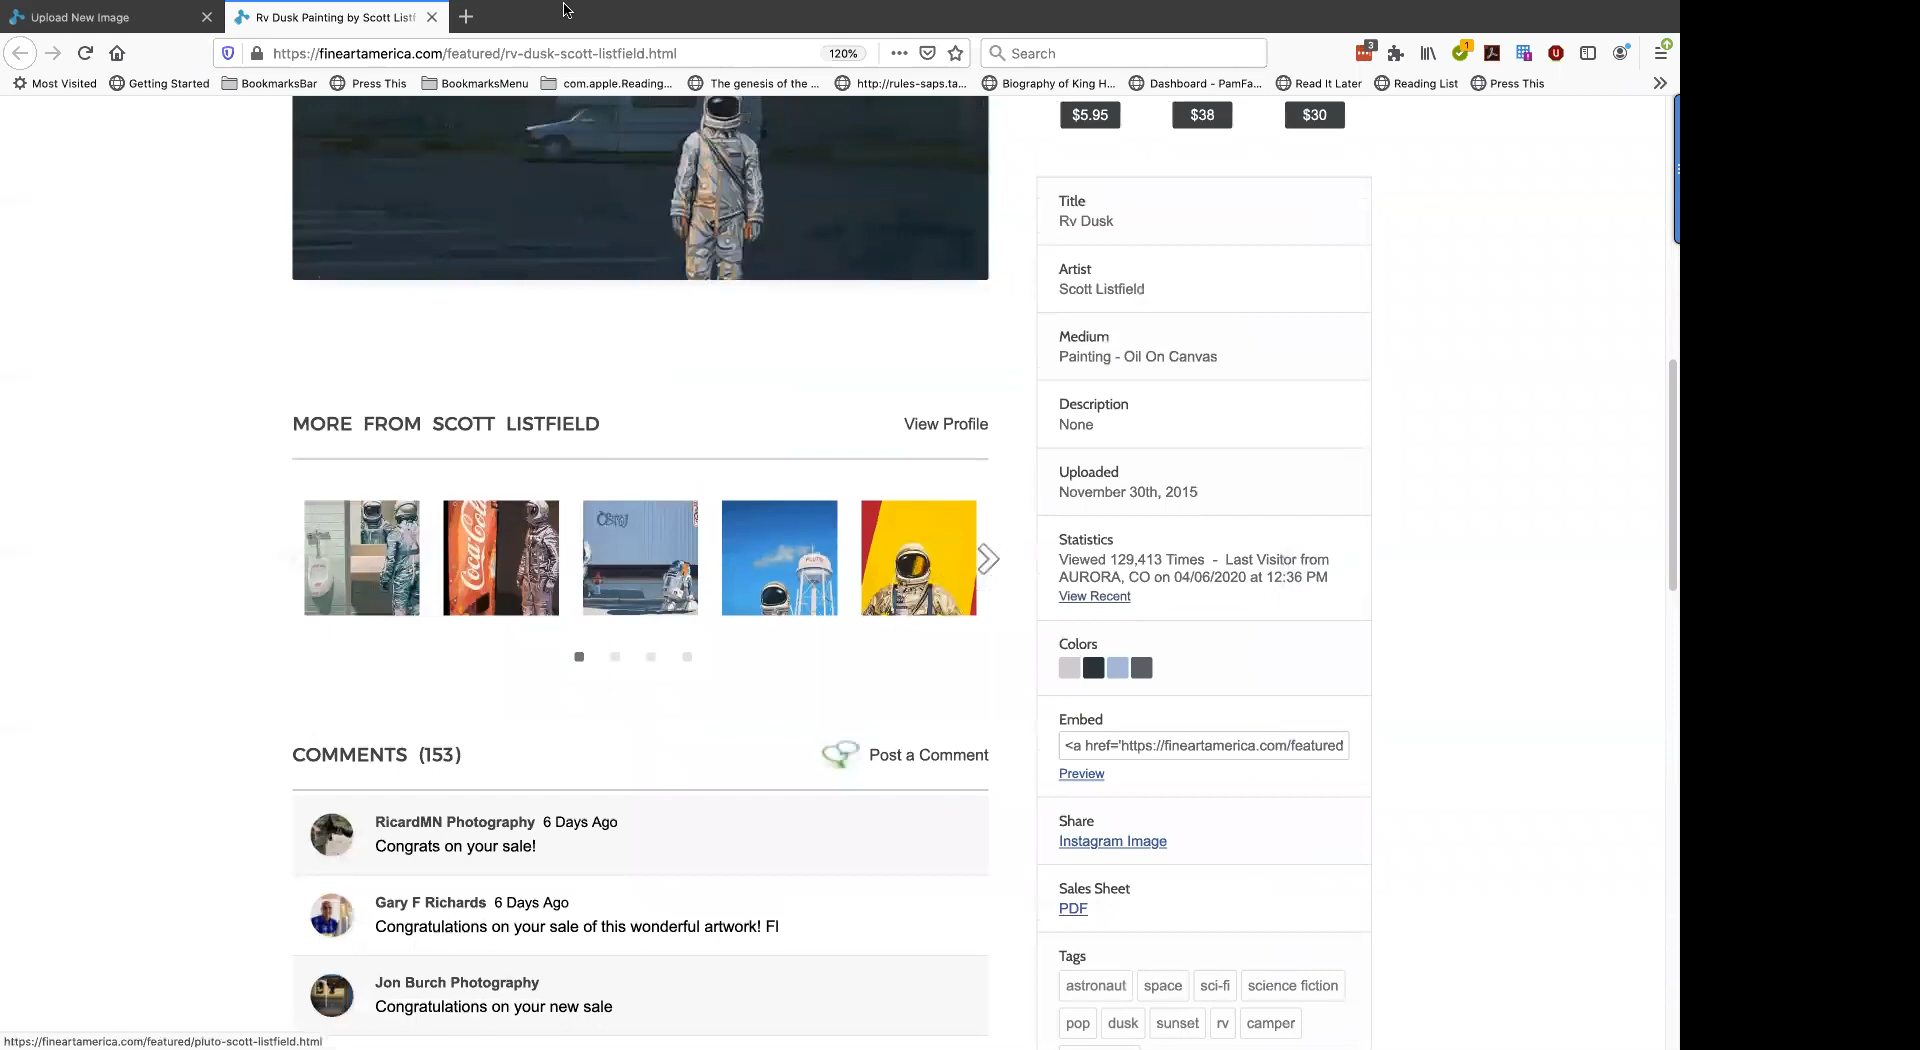 Upload New Image
Rv Dusk Painting by Scott Listf
https://fineartamerica.com/featured/rv-dusk-scott-listfield.html
120%
Search
3
1
Most Visited
Getting Started
BookmarksBar
Press This
BookmarksMenu
com.apple.Reading...
The genesis of the ...
http://rules-saps.ta...
Biography of King H...
Dashboard - PamFa...
Read It Later
Reading List
Press This
$5.95
$38
$30
Title
Rv Dusk
Artist
Scott Listfield
Medium
Painting - Oil On Canvas
Description
None
Uploaded
November 30th, 2015
Statistics
Viewed 129,413 Times - Last Visitor from
AURORA, CO on 04/06/2020 at 12:36 PM
View Recent
Colors
Embed
<a href='https://fineartamerica.com/featured
Preview
Share
Instagram Image
Sales Sheet
PDF
Tags
astronaut
space
sci-fi
science fiction
pop
dusk
sunset
rv
camper
MORE FROM SCOTT LISTFIELD
View Profile
Coca-Cola
PLUTO
COMMENTS (153)
Post a Comment
RicardMN Photography 6 Days Ago
Congrats on your sale!
Gary F Richards 6 Days Ago
Congratulations on your sale of this wonderful artwork! Fl
Jon Burch Photography
Congratulations on your new sale
https://fineartamerica.com/featured/pluto-scott-listfield.html